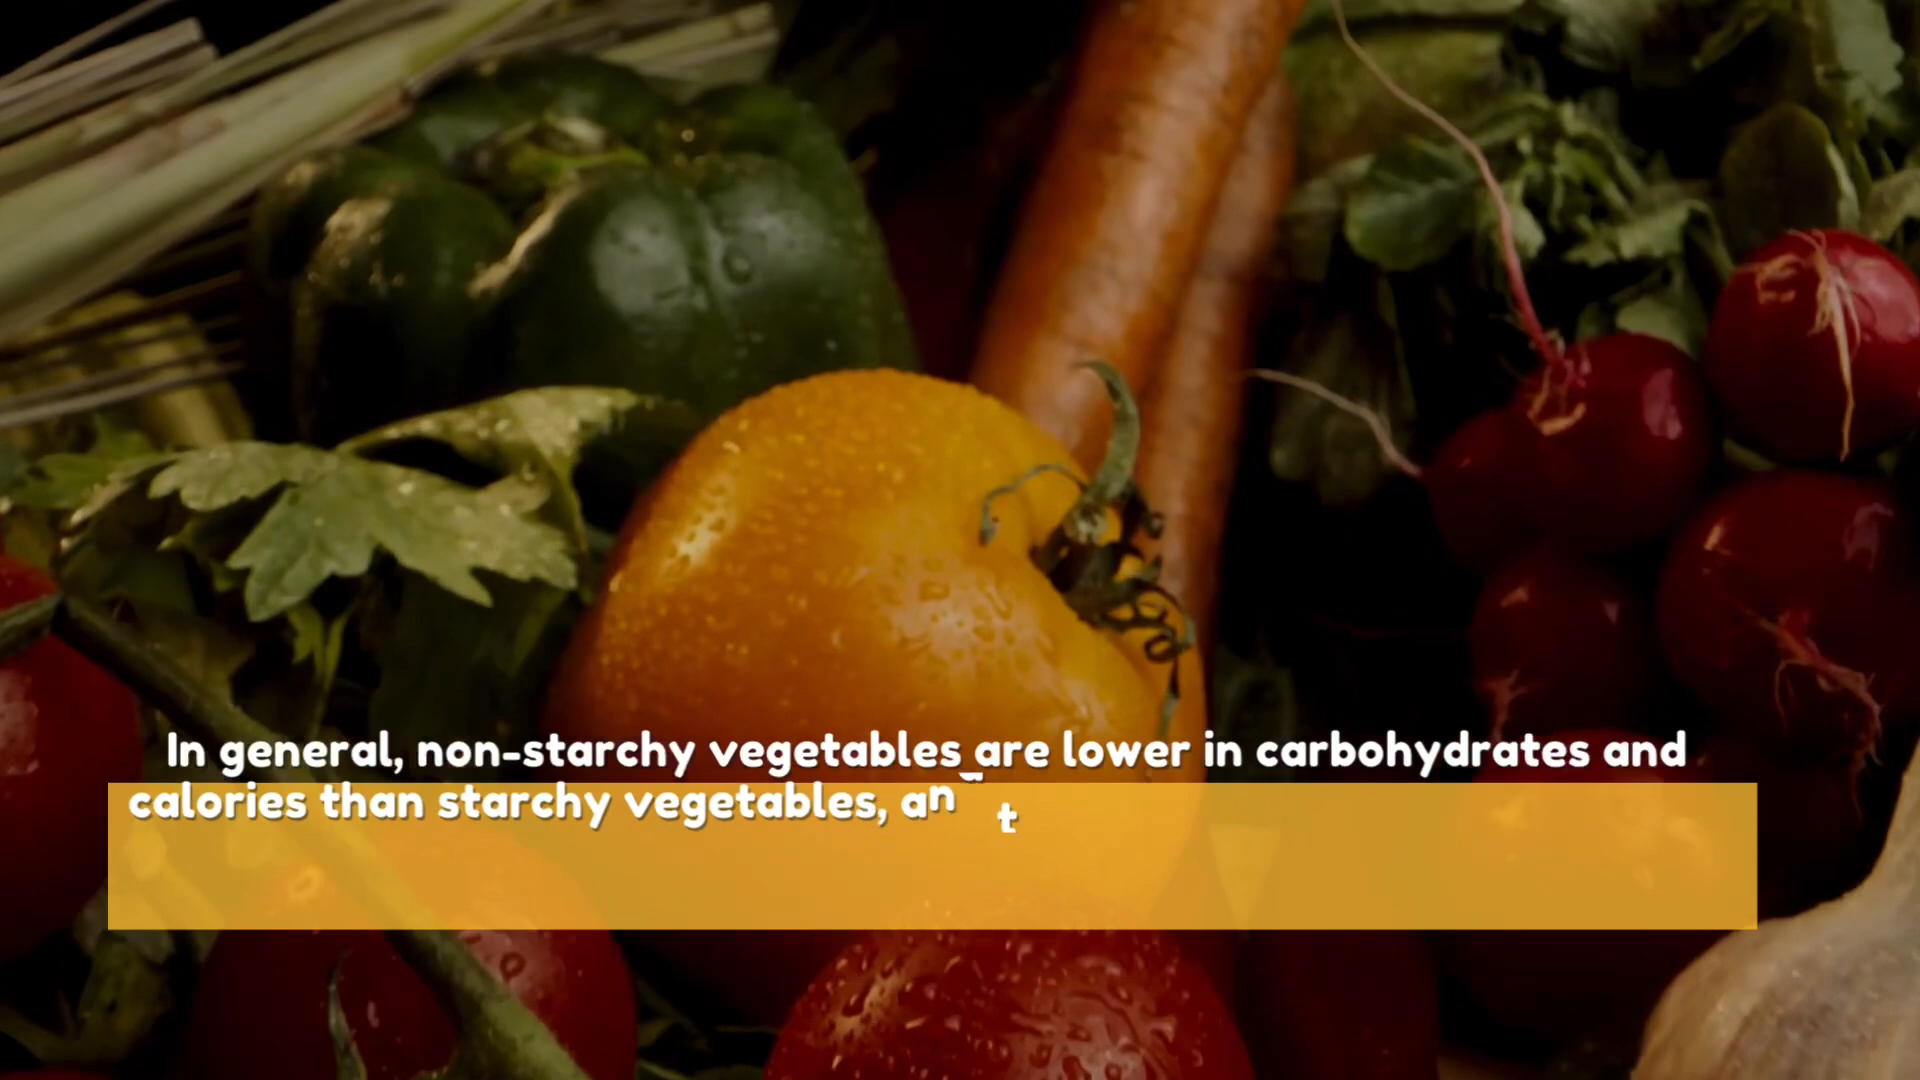 In general, non-starchy vegetables are lower in carbohydrates and
calories than starchy vegetables, an t